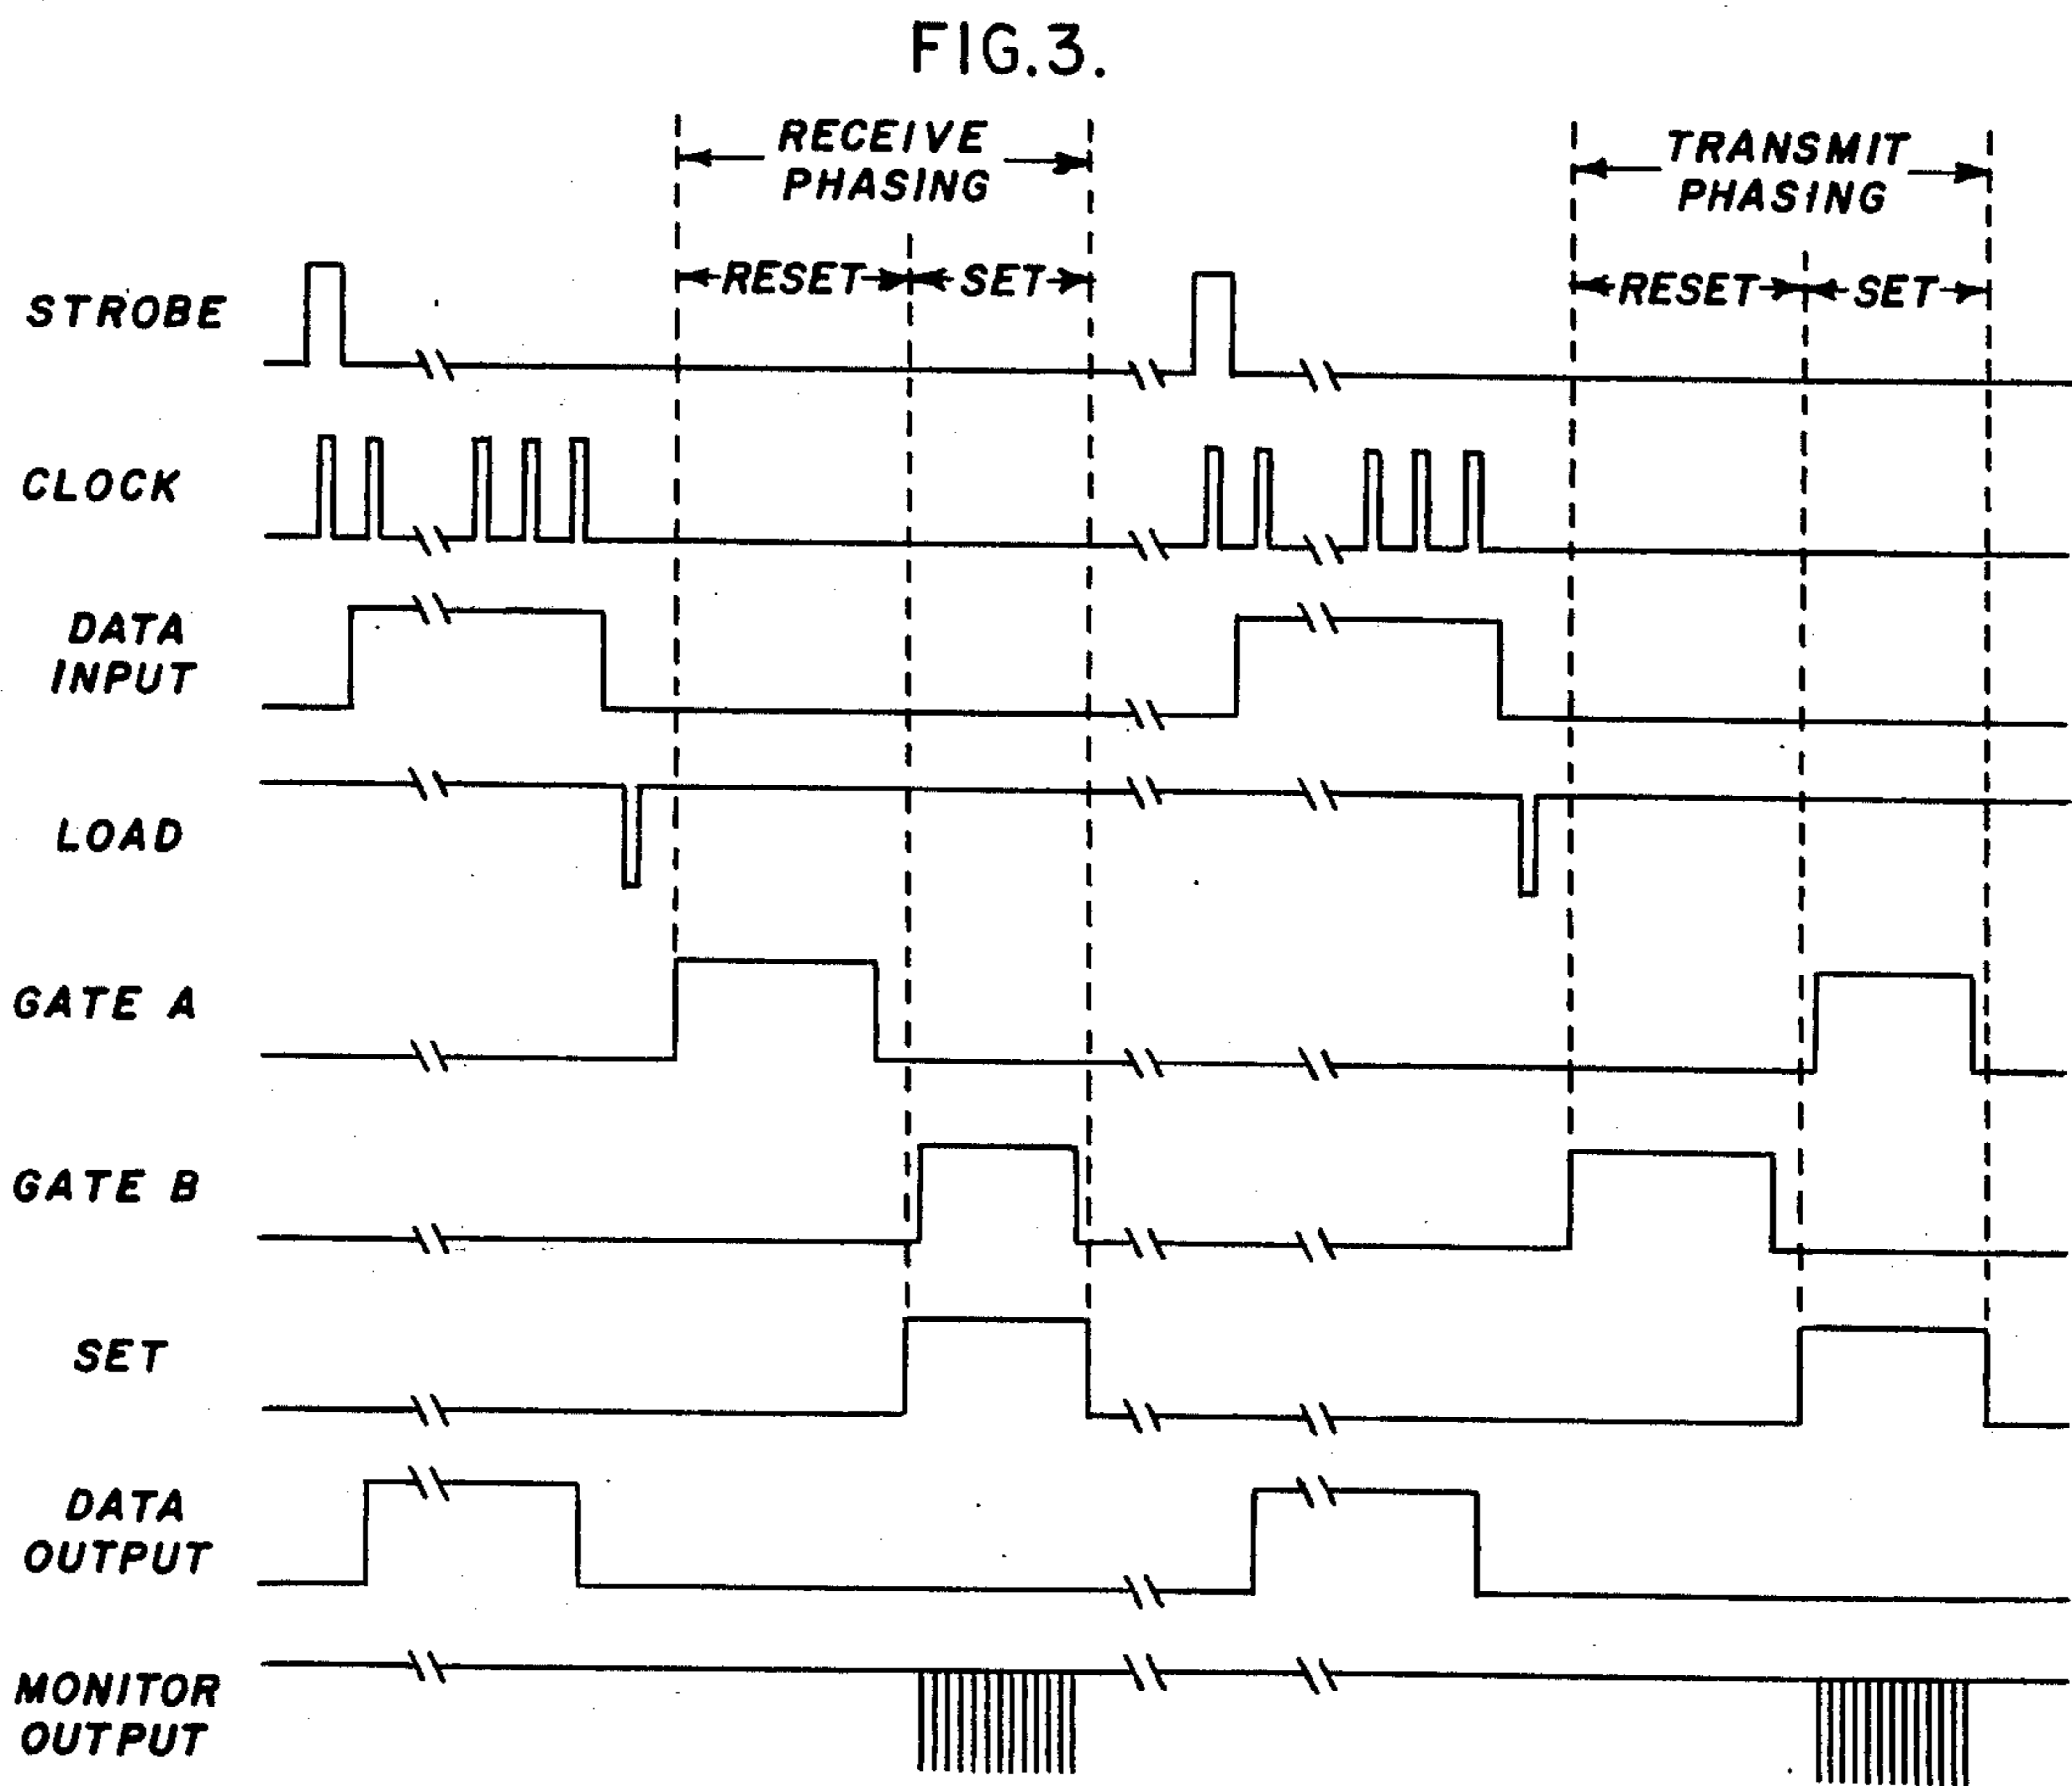 FIG.3.
RECEIVE
PHASING
TRANSMIT
PHASING
RESET
SET
RESET
SET
STROBE
CLOCK
DATA
INPUT
LOAD
GATE A
GATE B
SET
DATA
OUTPUT
MONITOR
OUTPUT